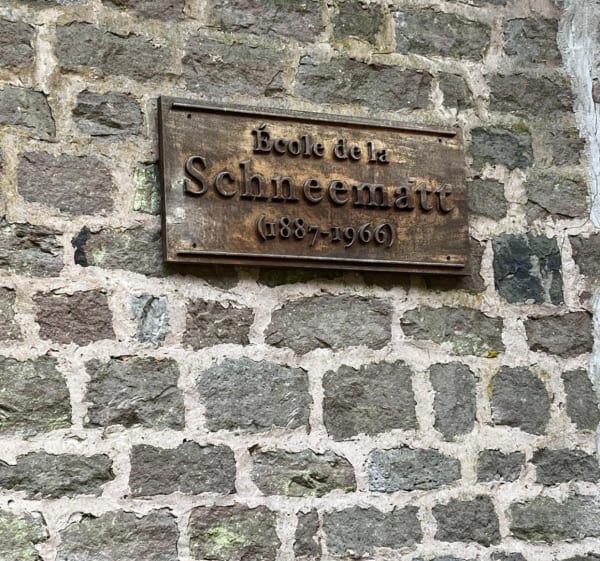 École de la
Schneematt
(1887-1966)